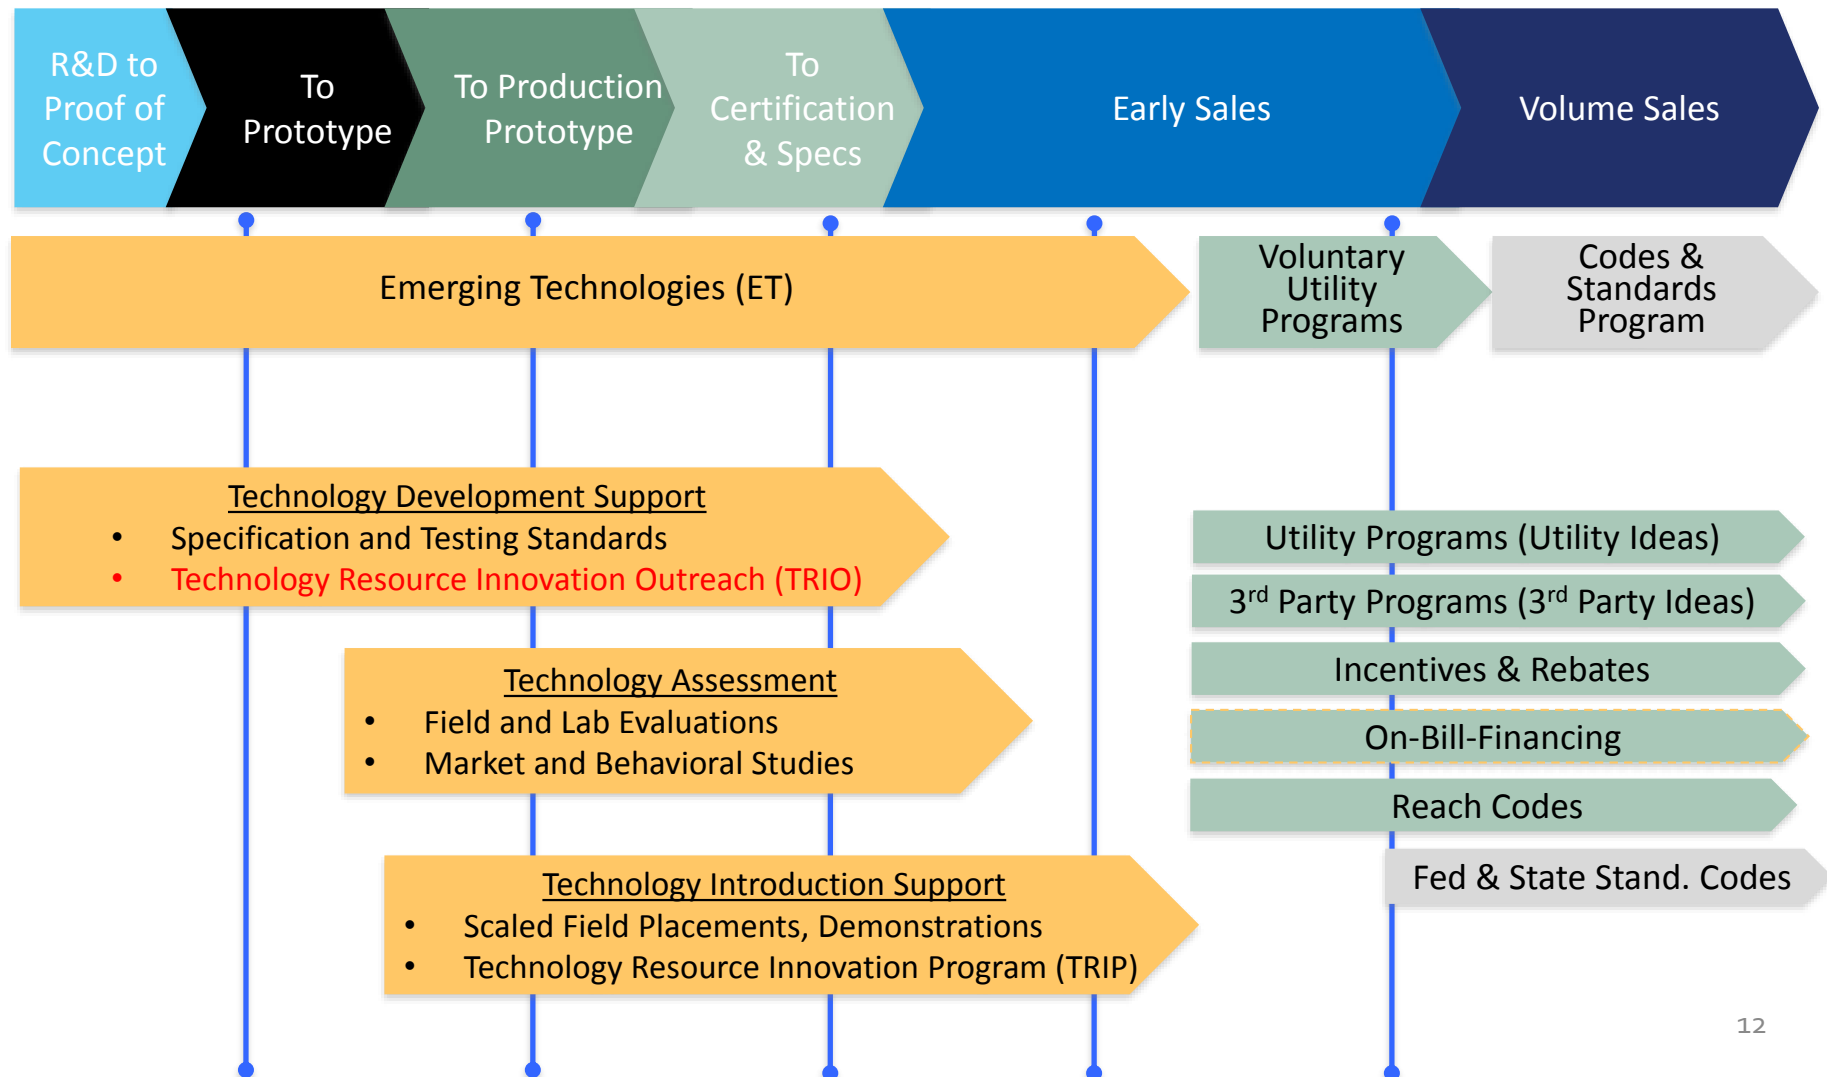 R&D to
Proof of
Concept
To
Prototype
To Production
Prototype
To
Certification
& Specs
Early Sales
Volume Sales
Emerging Technologies (ET)
Voluntary
Utility
Programs
Codes &
Standards
Program
Technology Development Support
• Specification and Testing Standards
• Technology Resource Innovation Outreach (TRIO)
Technology Assessment
• Field and Lab Evaluations
• Market and Behavioral Studies
Technology Introduction Support
• Scaled Field Placements, Demonstrations
• Technology Resource Innovation Program (TRIP)
Utility Programs (Utility Ideas)
3rd Party Programs (3rd Party Ideas)
Incentives & Rebates
On-Bill-Financing
Reach Codes
Fed & State Stand. Codes
12